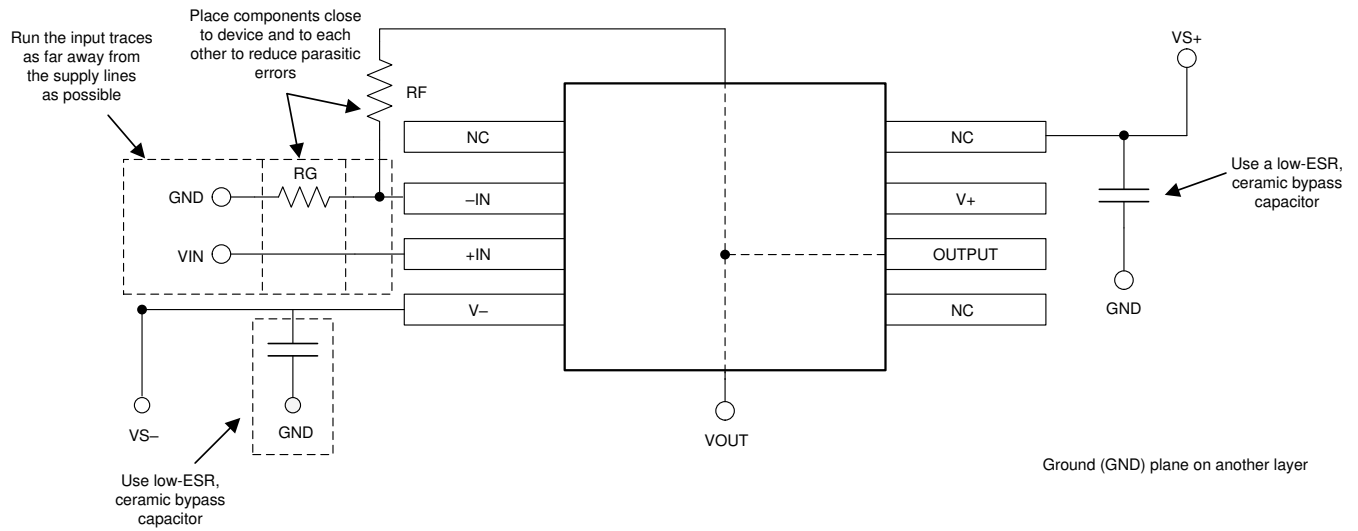 Place components close
to device and to each
other to reduce parasitic
errors
Run the input traces
as far away from
the supply lines
as possible
VS+
RF
NC
NC
RG
Use a low-ESR,
ceramic bypass
capacitor
GND
–IN
V+
VIN
+IN
OUTPUT
GND
V–
NC
GND
VS–
VOUT
Use low-ESR,
ceramic bypass
capacitor
Ground (GND) plane on another layer